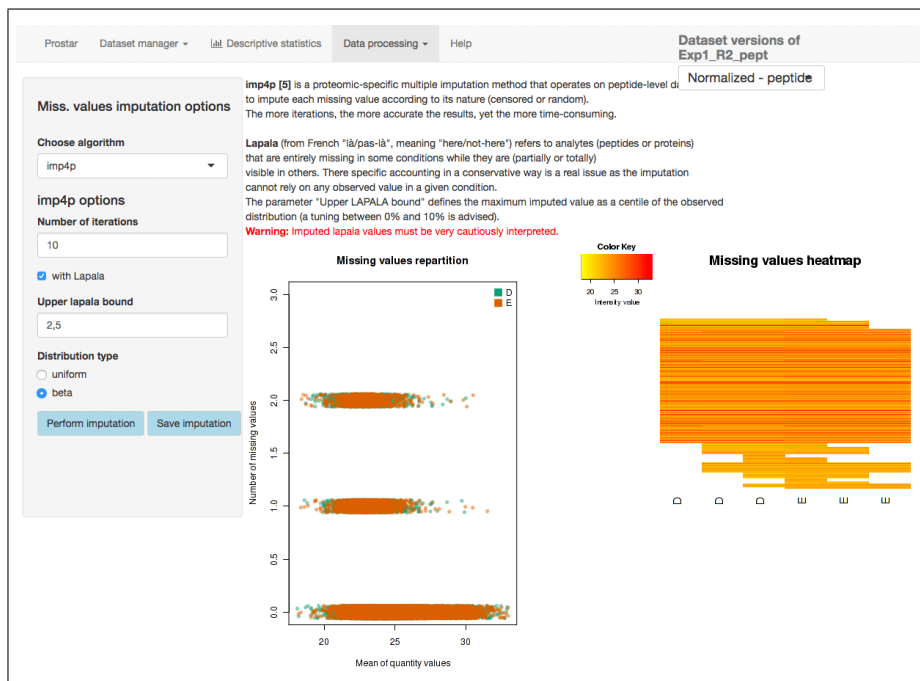 Prostar Dataset manager Descriptive statistics Data processing Help
Dataset versions of
Exp1_R2_pept
Normalized - peptide
Miss. values imputation options
Choose algorithm
imp4p
imp4p options
Number of iterations
10
with Lapala
Upper lapala bound
2,5
Distribution type
uniform
beta
Perform imputation Save imputation
imp4p [5] is a proteomic-specific multiple imputation method that operates on peptide-level
to impute each missing value according to its nature (censored or random).
The more iterations, the more accurate the results, yet the more time-consuming.
Lapala (from French "là/pas-là", meaning "here/not-here") refers to analytes (peptides or proteins)
that are entirely missing in some conditions while they are (partially or totally)
visible in others. There specific accounting in a conservative way is a real issue as the imputation
cannot rely on any observed value in a given condition.
The parameter "Upper LAPALA bound" defines the maximum imputed value as a centile of the observed
distribution (a tuning between 0% and 10% is advised).
Warning: Imputed lapala values must be very cautiously interpreted.
Missing values repartition
D
E
Number of missing values
3.0
2.5
2.0
1.5
1.0
0.5
0.0
20 25 30
Mean of quantity values
Color Key
20 25 30
Intensity value
Missing values heatmap
D D D E E E